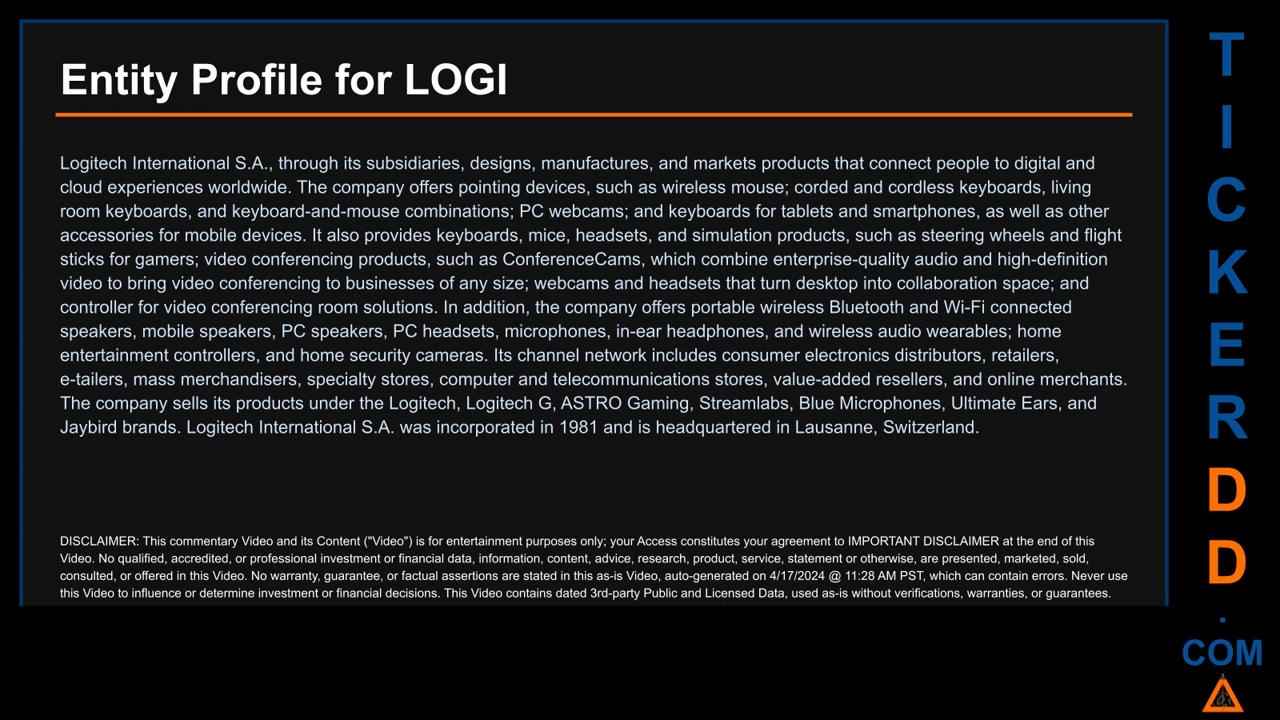 Entity Profile for LOGI
Logitech International S.A., through its subsidiaries, designs, manufactures, and markets products that connect people to digital and
cloud experiences worldwide. The company offers pointing devices, such as wireless mouse; corded and cordless keyboards, living
room keyboards, and keyboard-and-mouse combinations; PC webcams; and keyboards for tablets and smartphones, as well as other
accessories for mobile devices. It also provides keyboards, mice, headsets, and simulation products, such as steering wheels and flight
sticks for gamers; video conferencing products, such as ConferenceCams, which combine enterprise-quality audio and high-definition
video to bring video conferencing to businesses of any size; webcams and headsets that turn desktop into collaboration space; and
controller for video conferencing room solutions. In addition, the company offers portable wireless Bluetooth and Wi-Fi connected
speakers, mobile speakers, PC speakers, PC headsets, microphones, in-ear headphones, and wireless audio wearables; home
entertainment controllers, and home security cameras. Its channel network includes consumer electronics distributors, retailers,
e-tailers, mass merchandisers, specialty stores, computer and telecommunications stores, value-added resellers, and online merchants.
The company sells its products under the Logitech, Logitech G, ASTRO Gaming, Streamlabs, Blue Microphones, Ultimate Ears, and
Jaybird brands. Logitech International S.A. was incorporated in 1981 and is headquartered in Lausanne, Switzerland.
DISCLAIMER: This commentary Video and its Content ("Video") is for entertainment purposes only; your Access constitutes your agreement to IMPORTANT DISCLAIMER at the end of this
Video. No qualified, accredited, or professional investment or financial data, information, content, advice, research, product, service, statement or otherwise, are presented, marketed, sold,
consulted, or offered in this Video. No warranty, guarantee, or factual assertions are stated in this as-is Video, auto-generated on 4/17/2024 @ 11:28 AM PST, which can contain errors. Never use
this Video to influence or determine investment or financial decisions. This Video contains dated 3rd-party Public and Licensed Data, used as-is without verifications, warranties, or guarantees.
T
I
C
K
E
R
D
D
.
COM